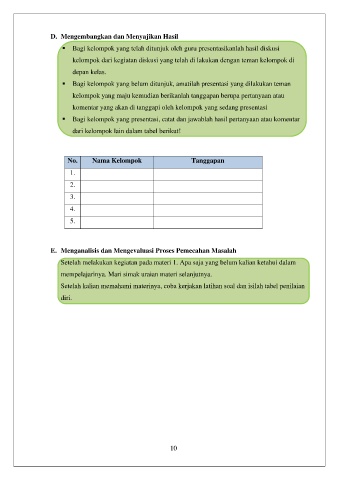 D. Mengembangkan dan Menyajikan Hasil
• Bagi kelompok yang telah ditunjuk oleh guru presentasikanlah hasil diskusi
kelompok dari kegiatan diskusi yang telah di lakukan dengan teman kelompok di
depan kelas.
• Bagi kelompok yang belum ditunjuk, amatilah presentasi yang dilakukan teman
kelompok yang maju kemudian berikanlah tanggapan berupa pertanyaan atau
komentar yang akan di tanggapi oleh kelompok yang sedang presentasi
• Bagi kelompok yang presentasi, catat dan jawablah hasil pertanyaan atau komentar
dari kelompok lain dalam tabel berikut!
No. Nama Kelompok Tanggapan
1.
2.
3.
4.
5.
E. Menganalisis dan Mengevaluasi Proses Pemecahan Masalah
Setelah melakukan kegiatan pada materi 1. Apa saja yang belum kalian ketahui dalam
mempelajarinya. Mari simak uraian materi selanjutnya.
Setelah kalian memahami materinya, coba kerjakan latihan soal dan isilah tabel penilaian
diri.
10